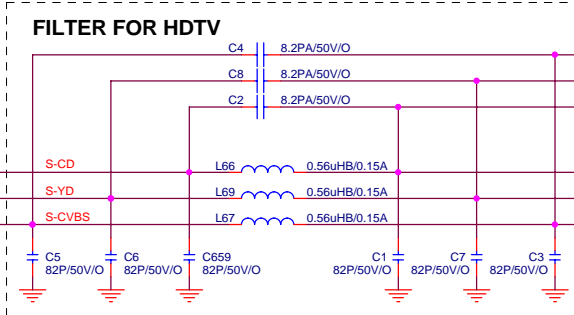 FILTER FOR HDTV
C4 8.2PA/50V/O
C8 8.2PA/50V/O
C2 8.2PA/50V/O
S-CD L66 0.56uHB/0.15A
S-YD L69 0.56uHB/0.15A
S-CVBS L67 0.56uHB/0.15A
C5 C6 C659 C1 C7 C3
82P/50V/O 82P/50V/O 82P/50V/O 82P/50V/O 82P/50V/O 82P/50V/O